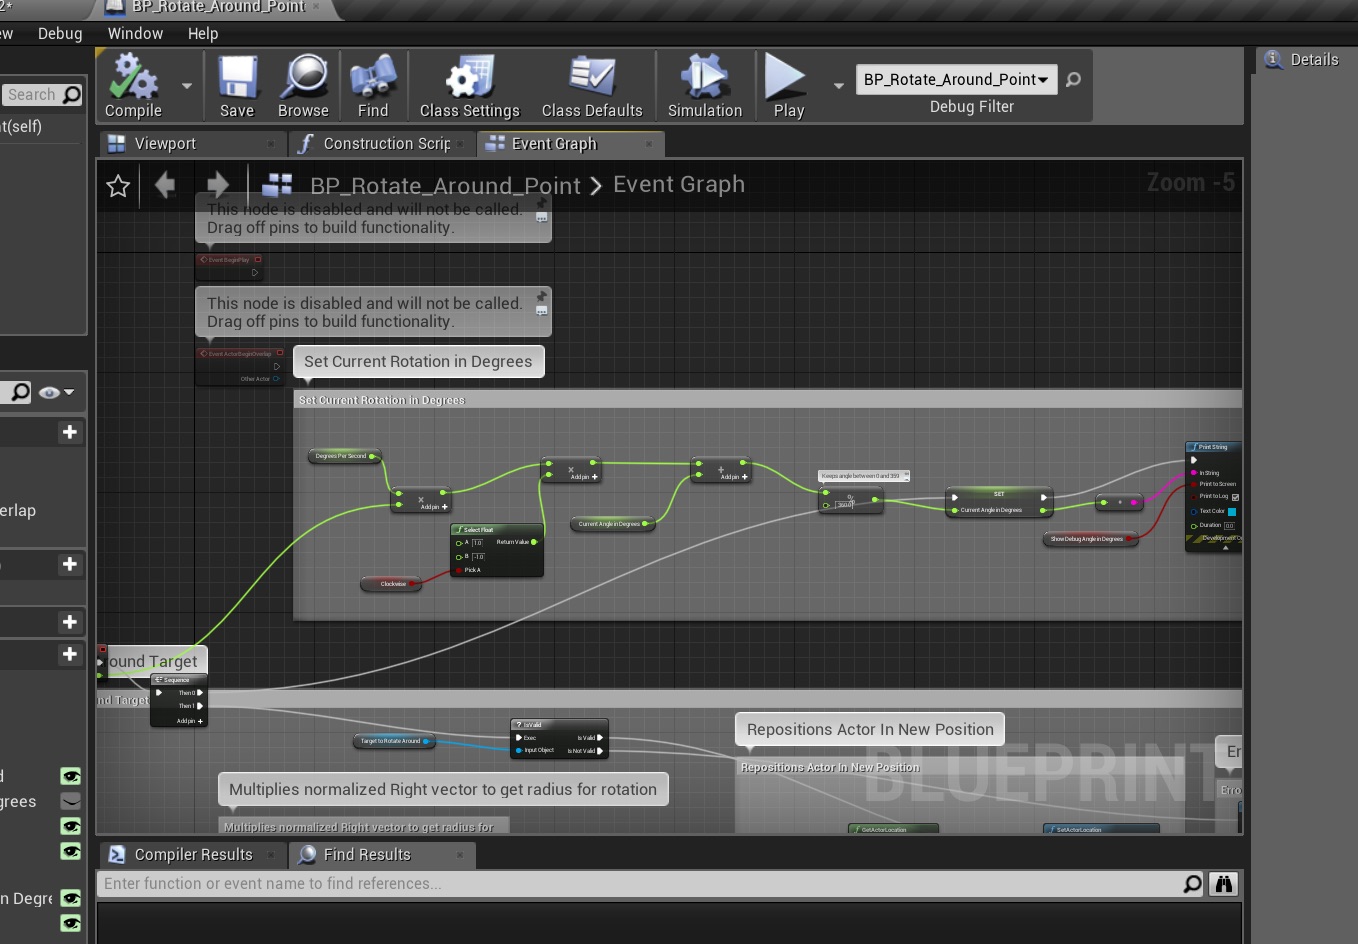 2*
BP_Rotate_Around_Point
ew
Debug
Window
Help
Compile
Save
Browse
Find
Class Settings
Class Defaults
Simulation
Play
BP_Rotate_Around_Point
Debug Filter
Details
Search
t(self)
Viewport
Construction Scrip
Event Graph
BP_Rotate_Around_Point > Event Graph
Zoom -5
This node is disabled and will not be called.
Drag off pins to build functionality.
Event BeginPlay
This node is disabled and will not be called.
Drag off pins to build functionality.
Event ActorBeginOverlap
Other Actor
Set Current Rotation in Degrees
Set Current Rotation in Degrees
Degrees Per Second
x
Add pin +
x
Add pin +
+
Add pin +
Keeps angle between 0 and 359
%
360.0
SET
Current Angle in Degrees
Current Angle in Degrees
Select Float
A 1.0
Return Value
B -1.0
Pick A
Clockwise
Show Debug Angle in Degrees
Print String
In String
Print to Screen
Print to Log
Text Color
Duration 0.0
Development O
erlap
ound Target
nd Target
Sequence
Then 0
Then 1
Add pin +
Target to Rotate Around
? IsValid
Exec
Is Valid
Input Object
Is Not Valid
Repositions Actor In New Position
Repositions Actor In New Position
BLUEPRINT
Er
Erro
Multiplies normalized Right vector to get radius for rotation
Multiplies normalized Right vector to get radius for
GetActorLocation
SetActorLocation
d
grees
n Degre
Compiler Results
Find Results
Enter function or event name to find references...